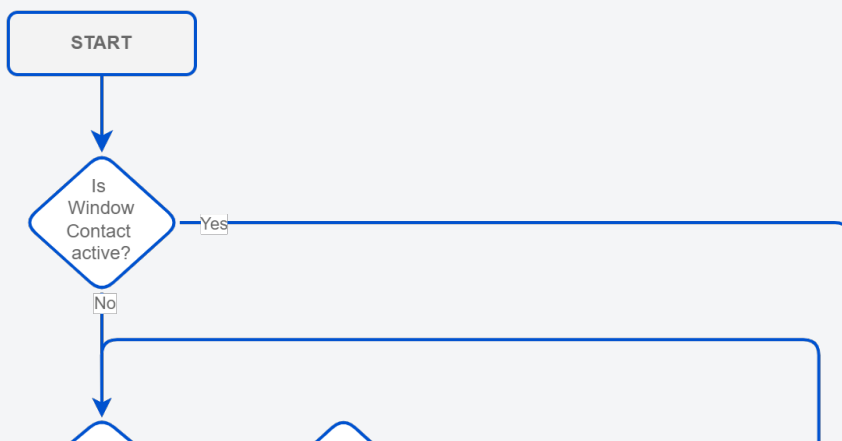 START
Is
Window
Contact
active?
Yes
No